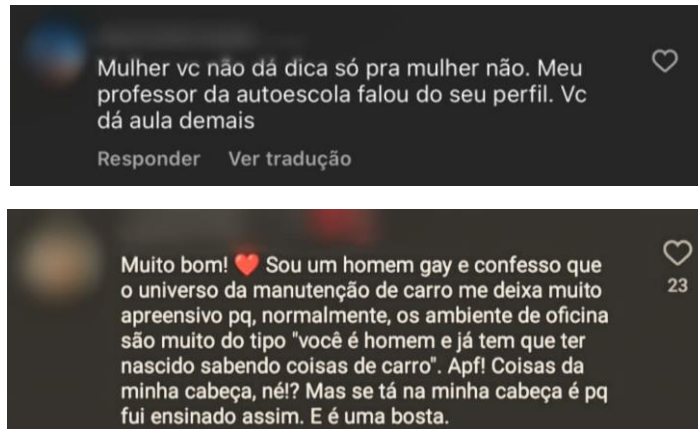 Mulher vc não dá dica só pra mulher não. Meu
professor da autoescola falou do seu perfil. Vc
dá aula demais
Responder Ver tradução
Muito bom! ❤️ Sou um homem gay e confesso que
o universo da manutenção de carro me deixa muito
apreensivo pq, normalmente, os ambiente de oficina
são muito do tipo "você é homem e já tem que ter
nascido sabendo coisas de carro". Apf! Coisas da
minha cabeça, né!? Mas se tá na minha cabeça é pq
fui ensinado assim. E é uma bosta.
23